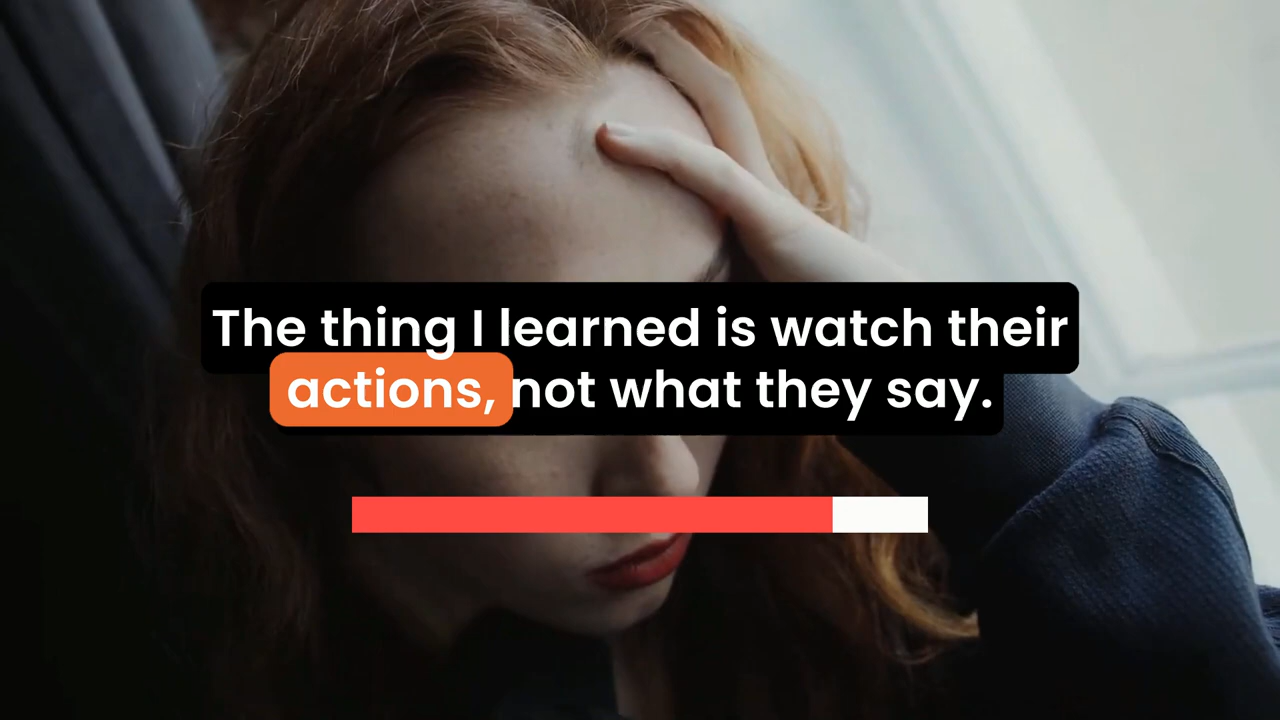 The thing I learned is watch their
actions, not what they say.